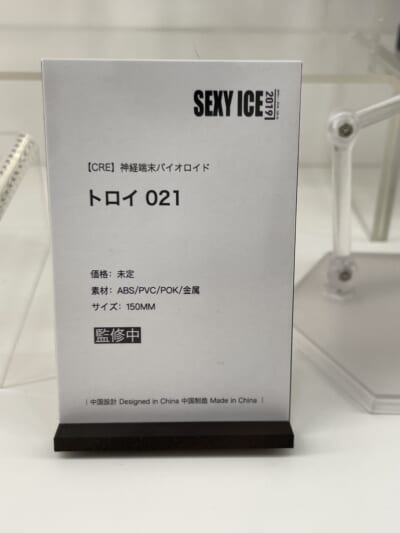 SEXY ICE 2019
【CRE】神経端末バイオロイド
トロイ 021
価格：未定
素材：ABS/PVC/POK/金属
サイズ：150MM
監修中
| 中国設計 Designed in China 中国制造 Made in China |